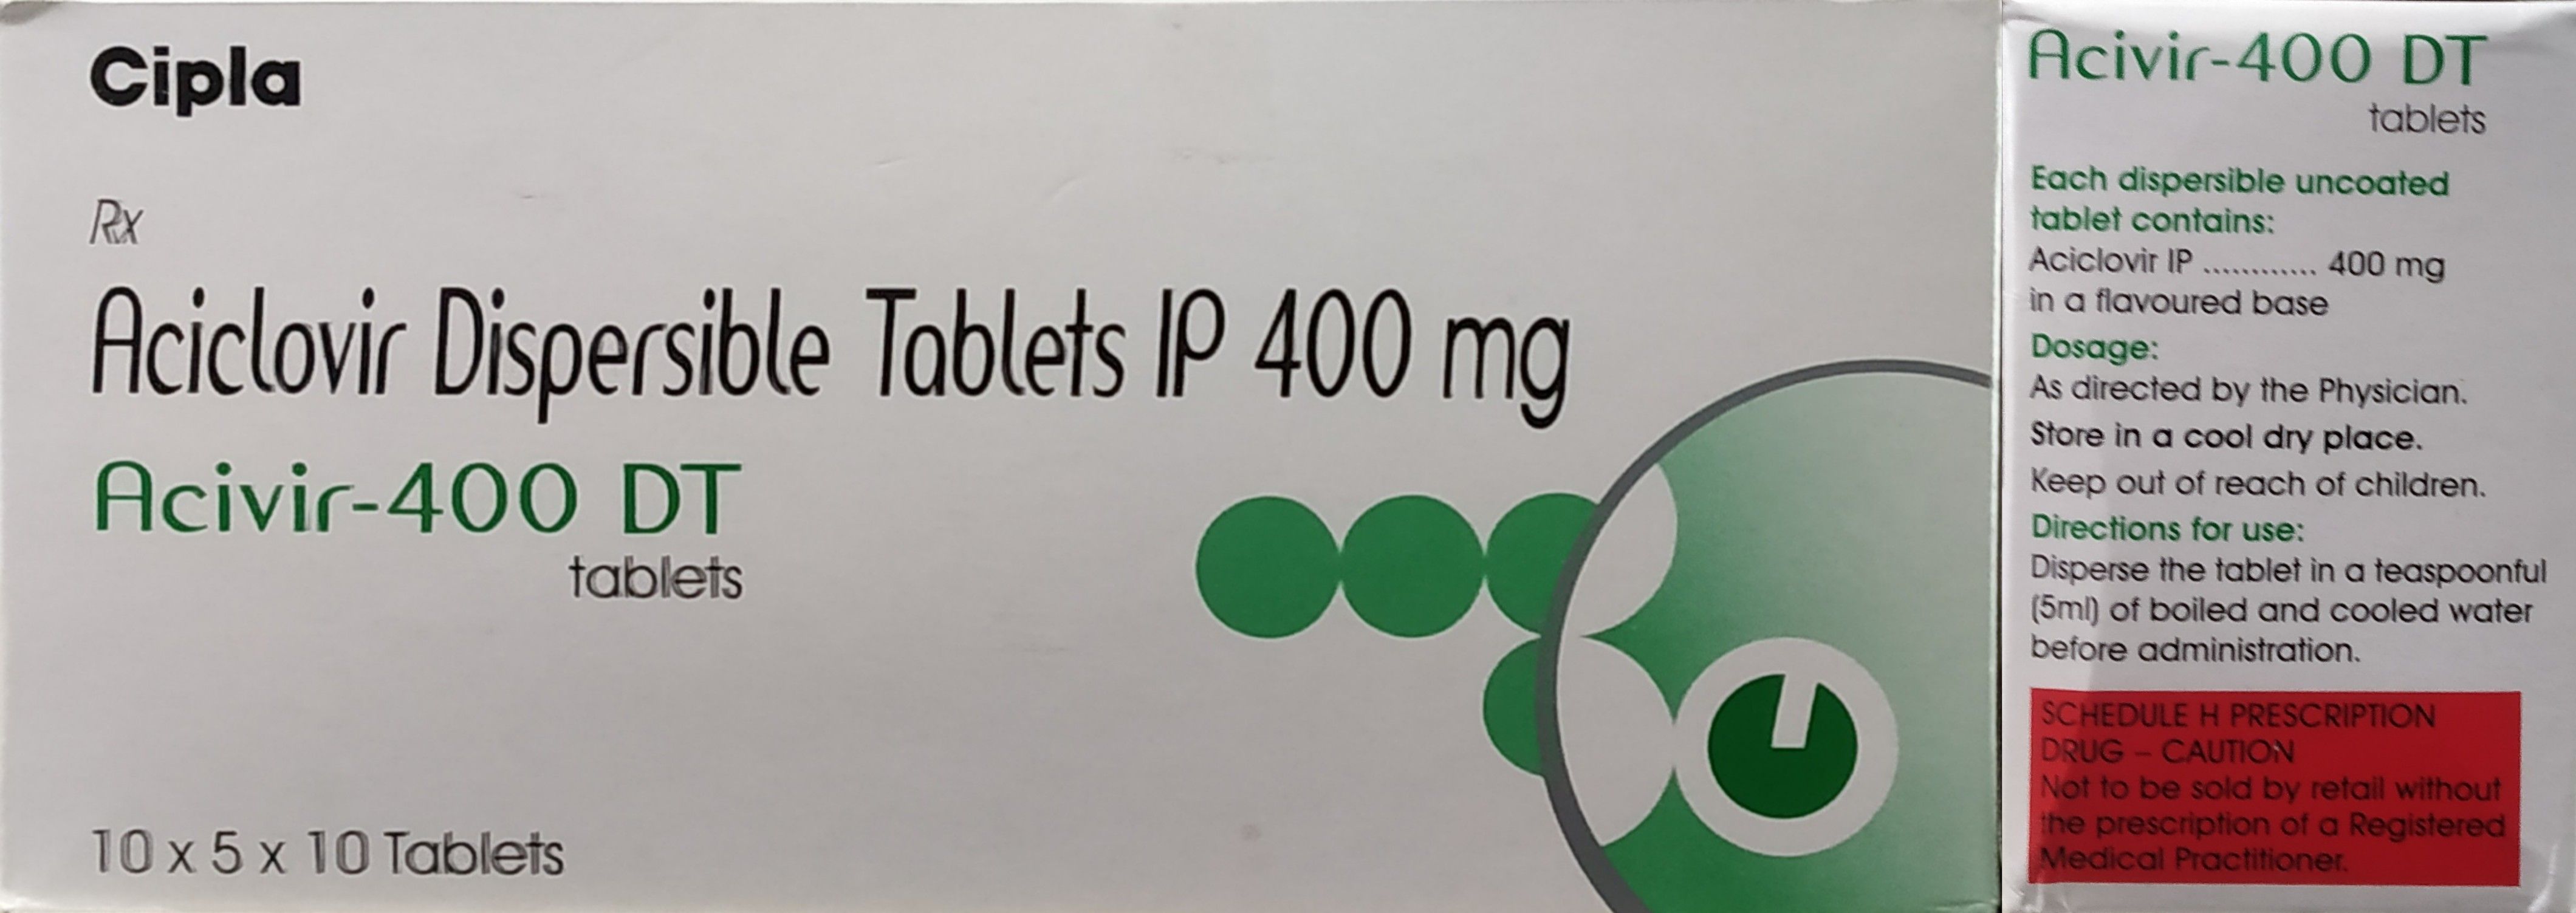 Cipla
Rx
Aciclovir Dispersible Tablets IP 400 mg
Acivir-400 DT
tablets
10 x 5 x 10 Tablets
Acivir-400 DT
tablets
Each dispersible uncoated
tablet contains:
Aciclovir IP ............ 400 mg
in a flavoured base
Dosage:
As directed by the Physician.
Store in a cool dry place.
Keep out of reach of children.
Directions for use:
Disperse the tablet in a teaspoonful
(5ml) of boiled and cooled water
before administration.
SCHEDULE H PRESCRIPTION
DRUG – CAUTION
Not to be sold by retail without
the prescription of a Registered
Medical Practitioner.